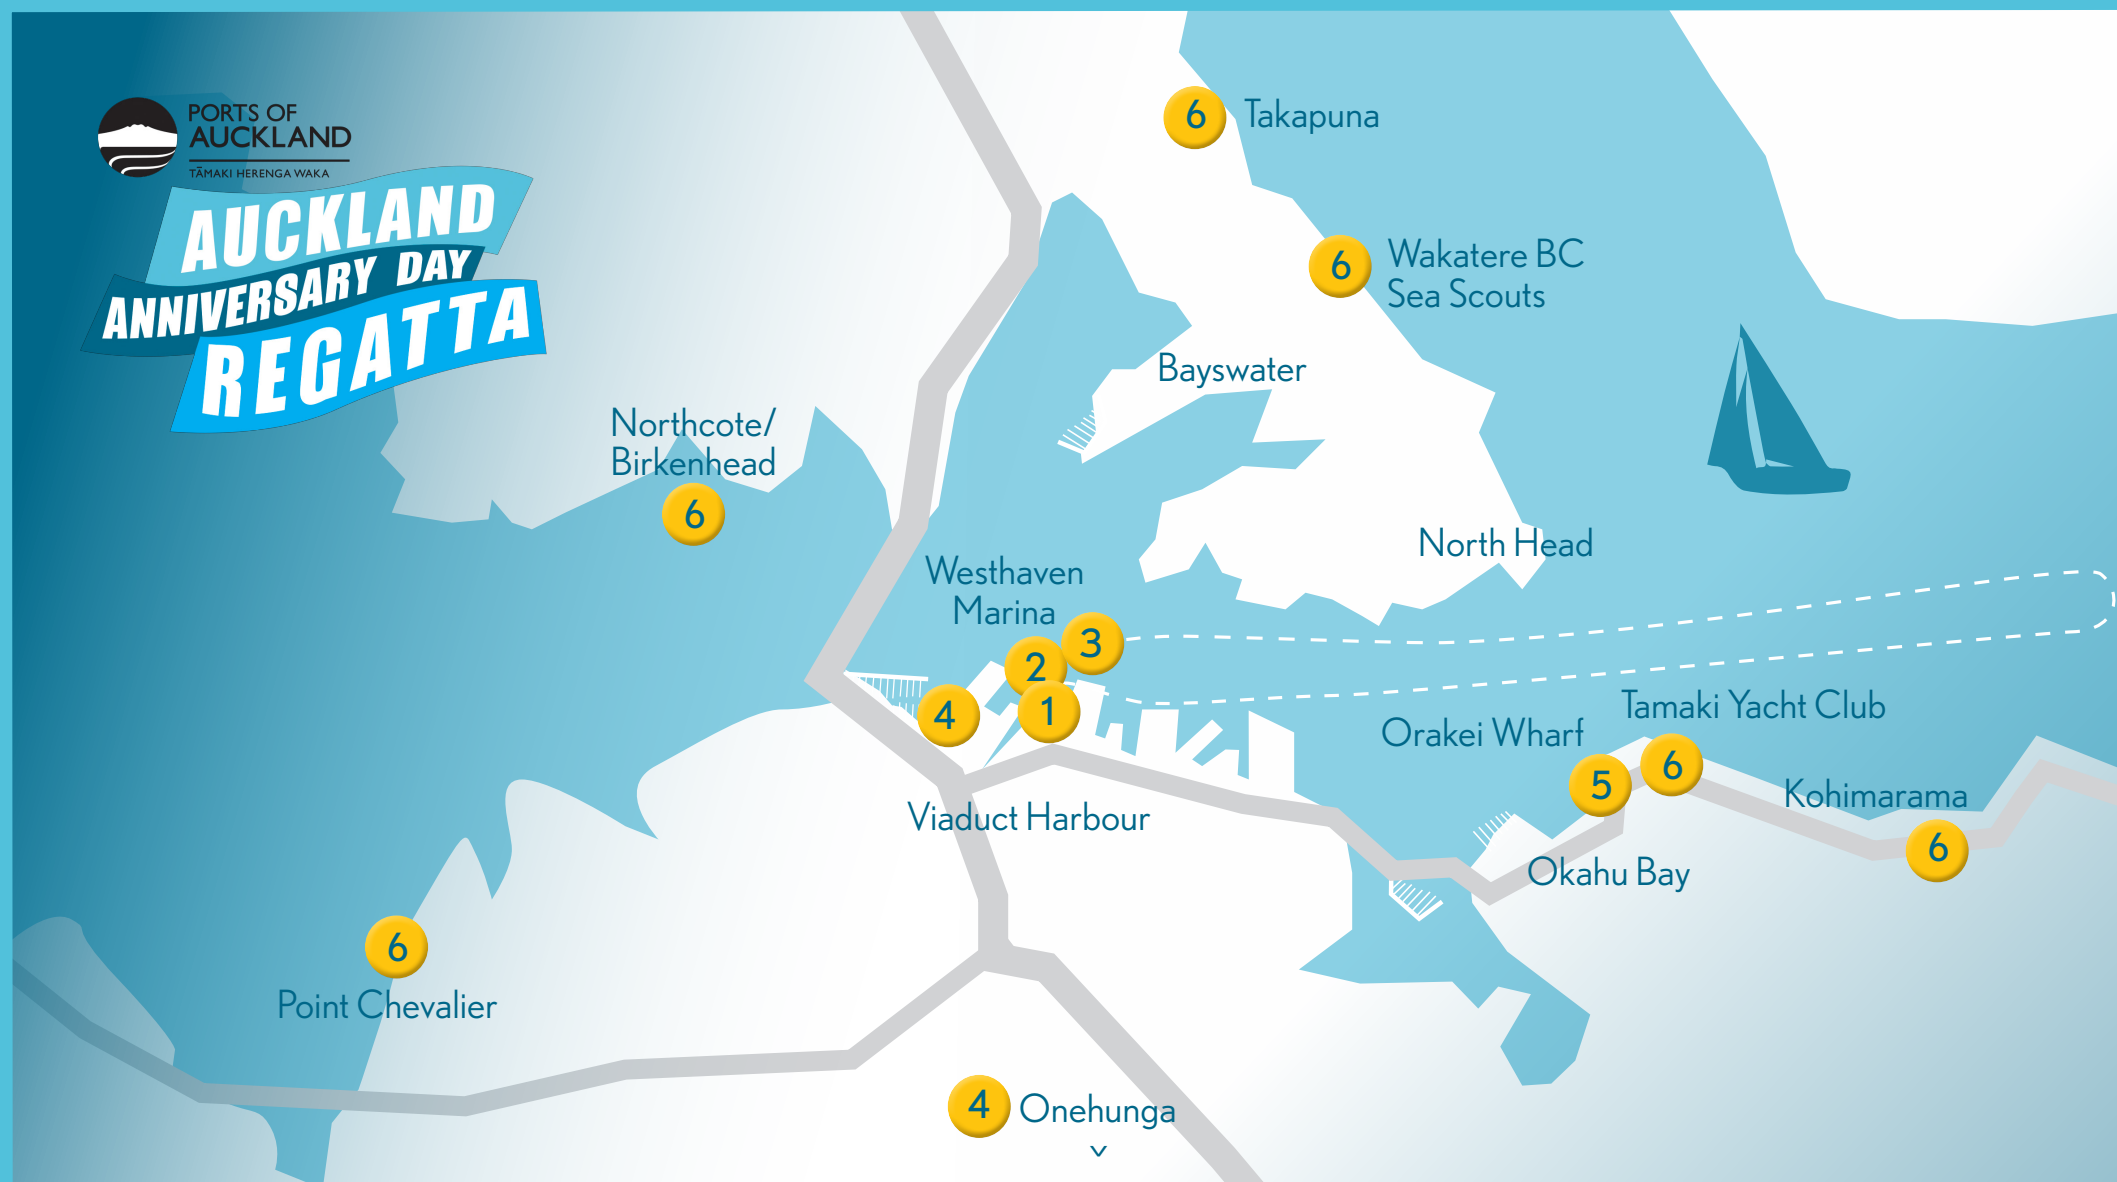 PORTS OF
AUCKLAND
TĀMAKI HERENGA WAKA
AUCKLAND
ANNIVERSARY DAY
REGATTA
6 Takapuna
6 Wakatere BC
Sea Scouts
Bayswater
Northcote/
Birkenhead
6
North Head
Westhaven
Marina
3
2
1
4
Viaduct Harbour
Orakei Wharf
Tamaki Yacht Club
5
6
Kohimarama
6
Okahu Bay
6
Point Chevalier
4 Onehunga